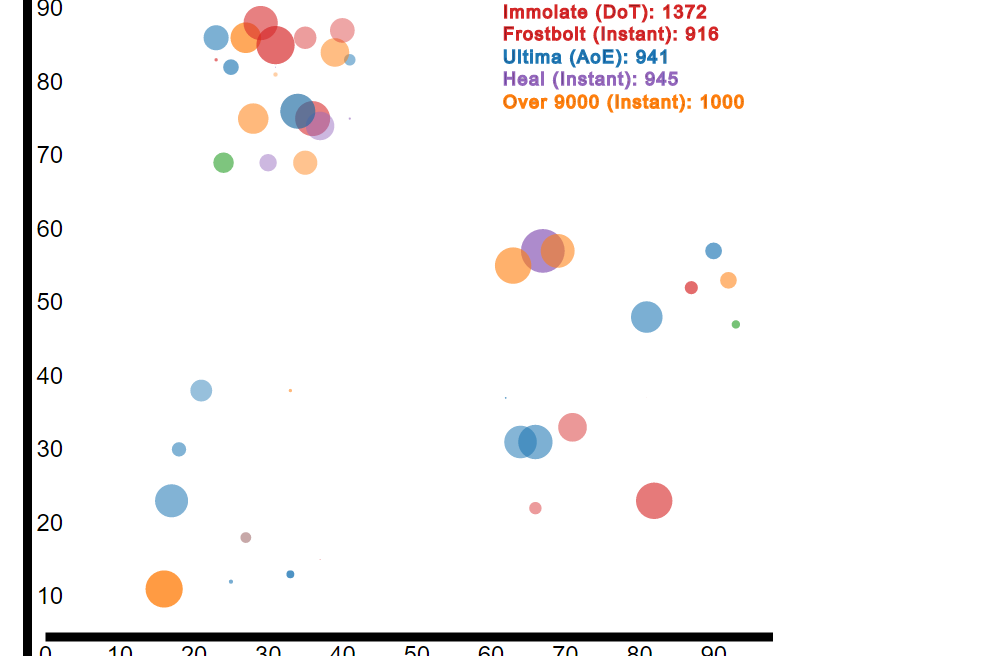 90
Immolate (DoT): 1372
Frostbolt (Instant): 916
Ultima (AoE): 941
Heal (Instant): 945
Over 9000 (Instant): 1000
80
70
60
50
40
30
20
10
0 10 20 30 40 50 60 70 80 90